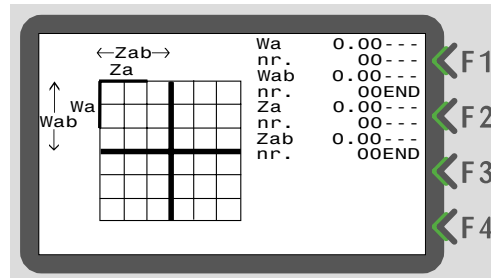 ←Zab→
Za
Wa
Wab
Wa 0.00---
nr. 00---
Wab 0.00---
nr. 00END
Za 0.00---
nr. 00---
Zab 0.00---
nr. 00END
F1
F2
F3
F4